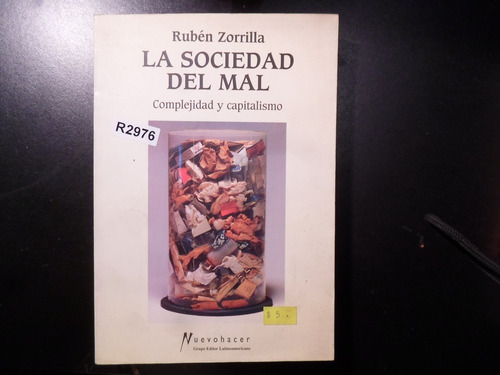 Rubén Zorrilla
LA SOCIEDAD
DEL MAL
Complejidad y capitalismo
R2976
$ 5.
Nuevohacer
Grupo Editor Latinoamericano